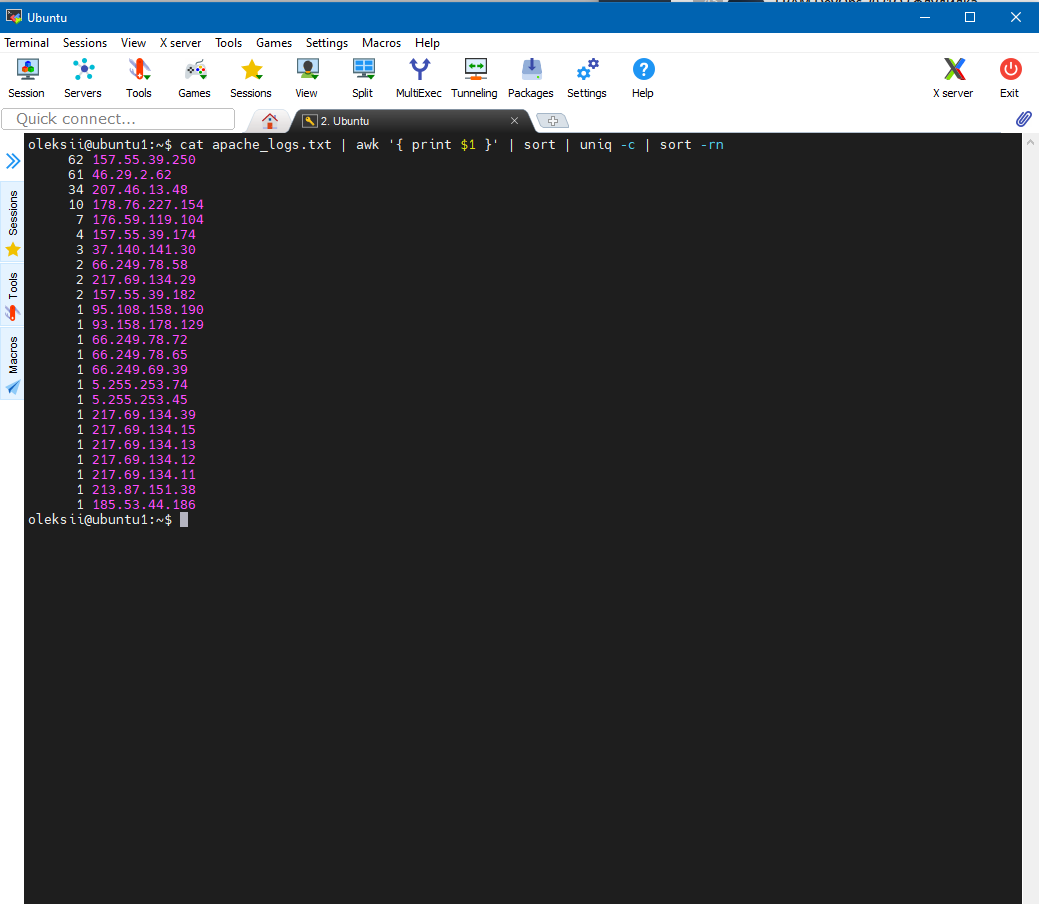 Ubuntu
Terminal Sessions View X server Tools Games Settings Macros Help
Session Servers Tools Games Sessions View Split MultiExec Tunneling Packages Settings Help X server Exit
Quick connect...
2. Ubuntu
Sessions
Tools
Macros
oleksii@ubuntu1:~$ cat apache_logs.txt | awk '{ print $1 }' | sort | uniq -c | sort -rn
62 157.55.39.250
61 46.29.2.62
34 207.46.13.48
10 178.76.227.154
7 176.59.119.104
4 157.55.39.174
3 37.140.141.30
2 66.249.78.58
2 217.69.134.29
2 157.55.39.182
1 95.108.158.190
1 93.158.178.129
1 66.249.78.72
1 66.249.78.65
1 66.249.69.39
1 5.255.253.74
1 5.255.253.45
1 217.69.134.39
1 217.69.134.15
1 217.69.134.13
1 217.69.134.12
1 217.69.134.11
1 213.87.151.38
1 185.53.44.186
oleksii@ubuntu1:~$